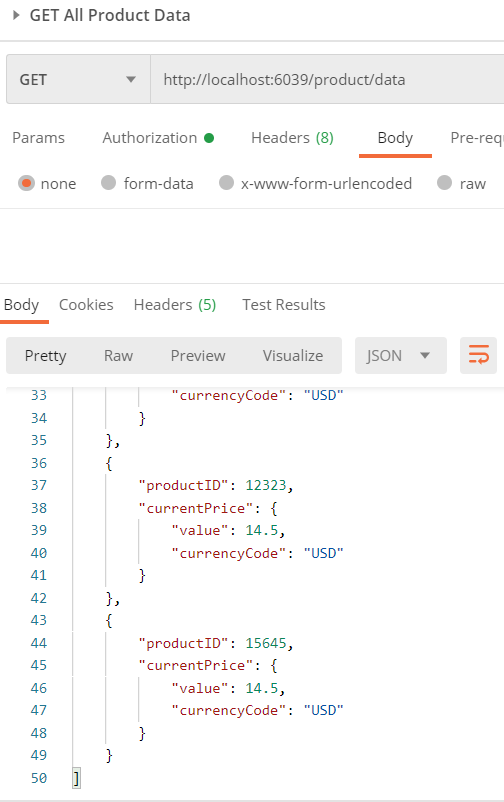 GET All Product Data
GET http://localhost:6039/product/data
Params Authorization Headers (8) Body Pre-req
none form-data x-www-form-urlencoded raw
Body Cookies Headers (5) Test Results
Pretty Raw Preview Visualize JSON
33 "currencyCode": "USD"
34 }
35 },
36 {
37 "productID": 12323,
38 "currentPrice": {
39 "value": 14.5,
40 "currencyCode": "USD"
41 }
42 },
43 {
44 "productID": 15645,
45 "currentPrice": {
46 "value": 14.5,
47 "currencyCode": "USD"
48 }
49 }
50 ]